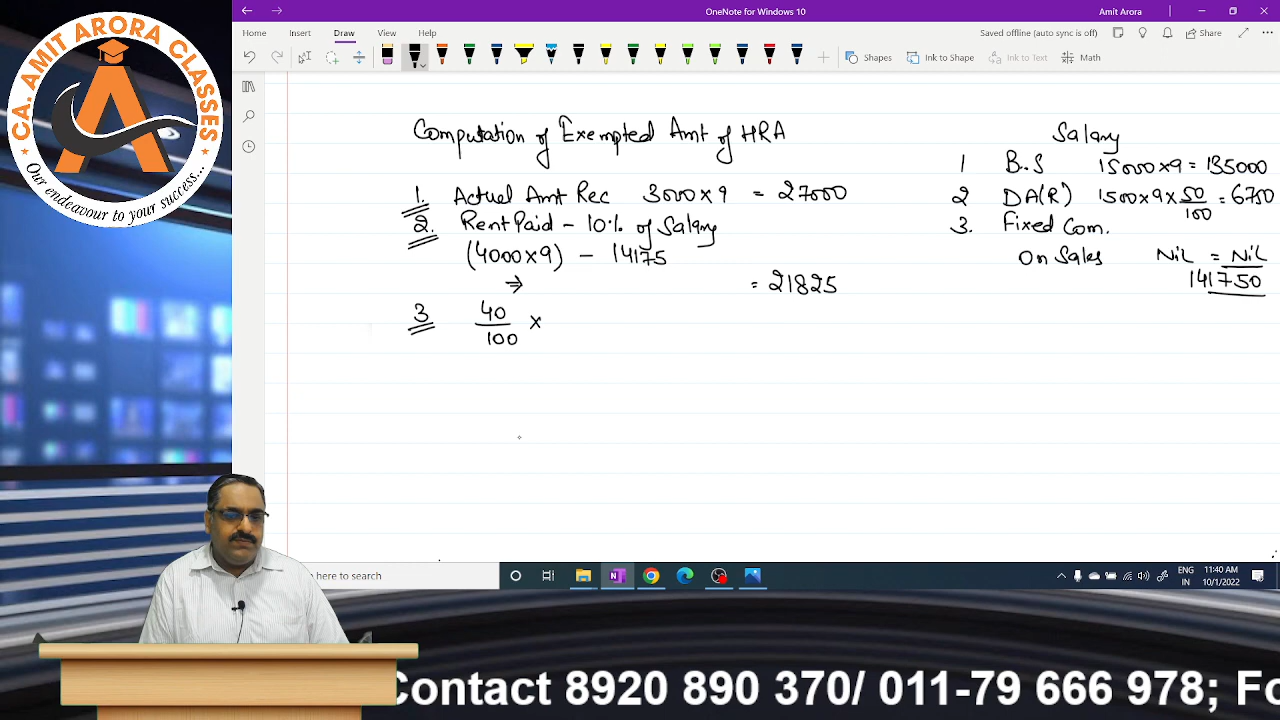 CA. AMIT ARORA CLASSES
Our endeavour to your success...
OneNote for Windows 10
Amit Arora
Home Insert Draw View Help
Saved offline (auto sync is off)
Share
Shapes
Ink to Shape
Ink to Text
Math
Computation of Exempted Amt of HRA
1. Actual Amt Rec 3000×9 = 27000
2. Rent Paid - 10% of Salary
(4000×9) - 14175
→ = 21825
3 40/100 ×
Salary
1 B.S 15000×9 = 135000
2 DA(R) 1500×9×50/100 = 6750
3. Fixed Com.
On Sales Nil = Nil
141750
here to search
ENG
IN
11:40 AM
10/1/2022
Contact 8920 890 370/ 011-79 666 978; Fo